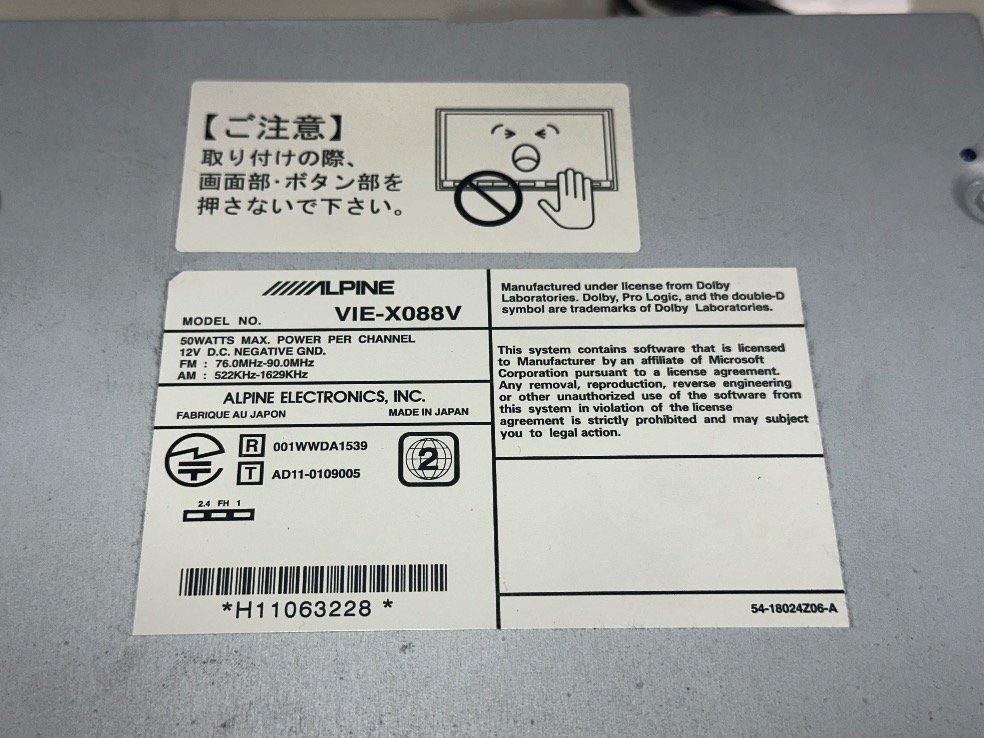 【ご注意】
取り付けの際、
画面部・ボタン部を
押さないで下さい。
ALPINE
MODEL NO. VIE-X088V
50WATTS MAX. POWER PER CHANNEL
12V D.C. NEGATIVE GND.
FM : 76.0MHz-90.0MHz
AM : 522KHz-1629KHz
ALPINE ELECTRONICS, INC.
FABRIQUE AU JAPON MADE IN JAPAN
R 001WWDA1539
T AD11-0109005
2
2.4 FH 1
*H11063228*
Manufactured under license from Dolby
Laboratories. Dolby, Pro Logic, and the double-D
symbol are trademarks of Dolby Laboratories.
This system contains software that is licensed
to Manufacturer by an affiliate of Microsoft
Corporation pursuant to a license agreement.
Any removal, reproduction, reverse engineering
or other unauthorized use of the software from
this system in violation of the license
agreement is strictly prohibited and may subject
you to legal action.
54-18024Z06-A